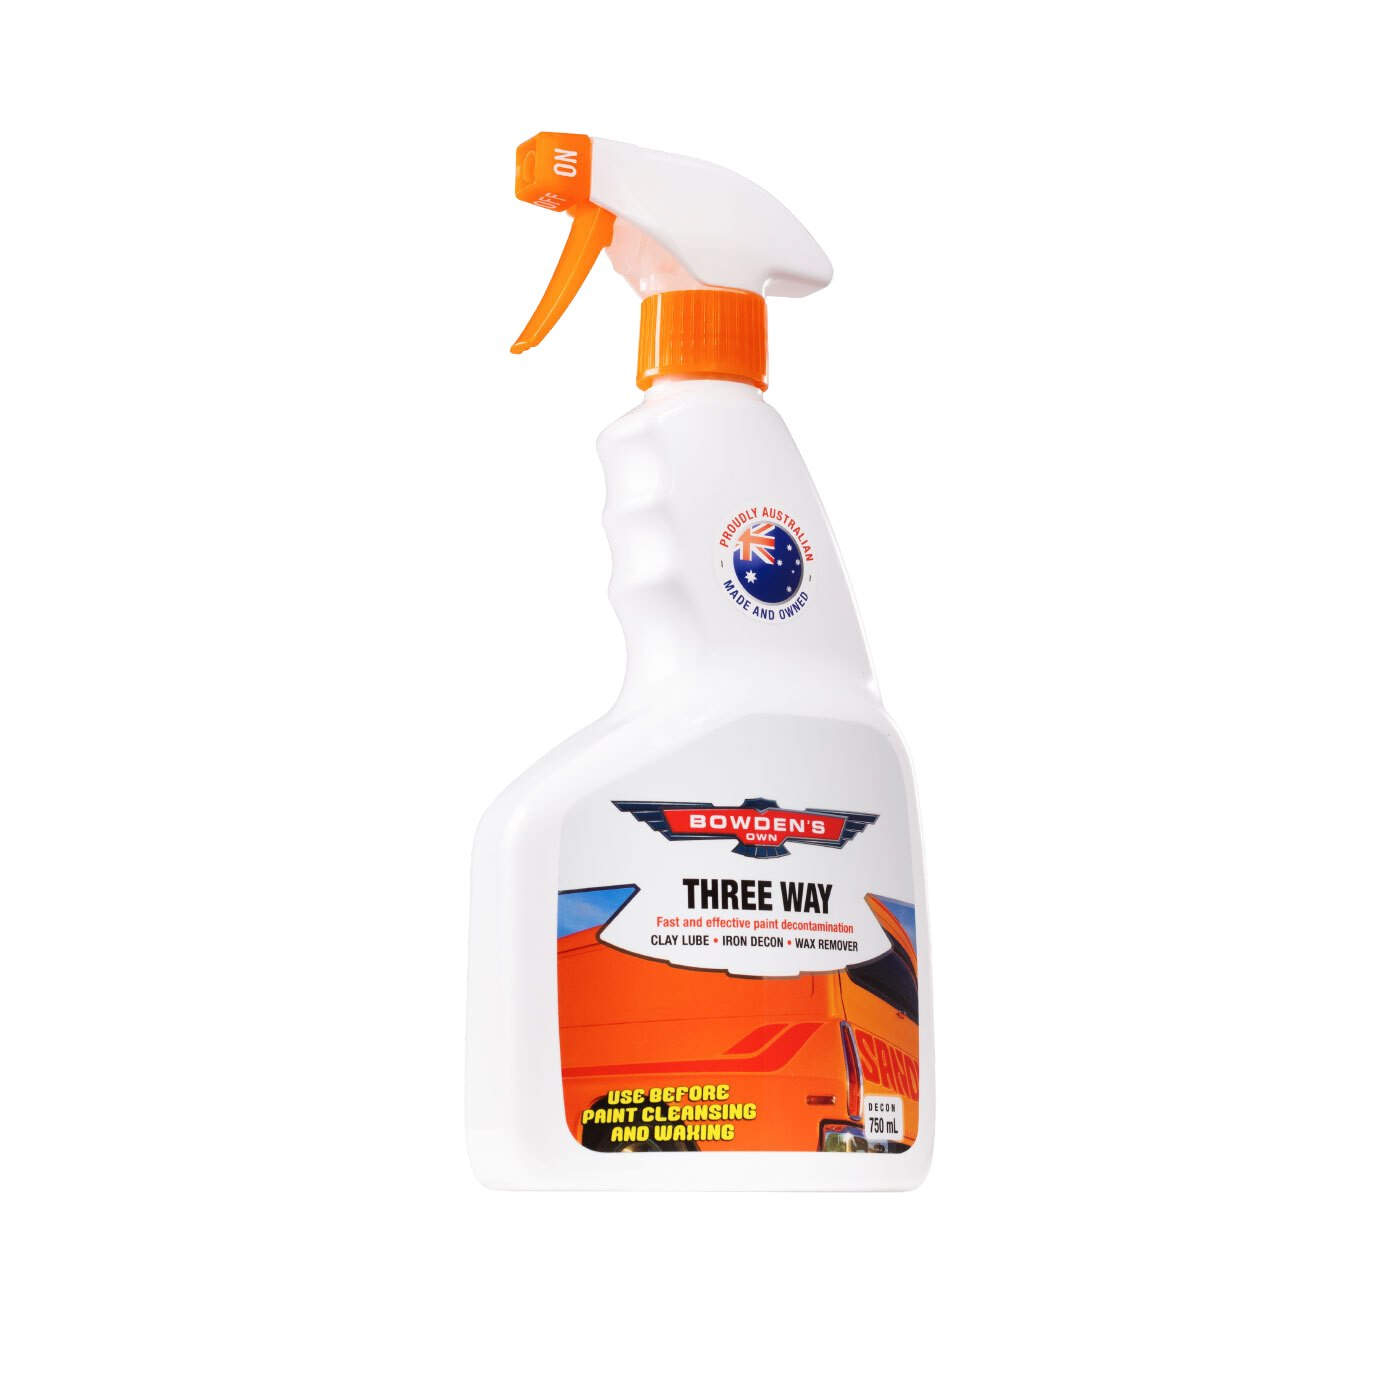 ON
OFF
PROUDLY AUSTRALIAN
MADE AND OWNED
BOWDEN'S
OWN
THREE WAY
Fast and effective paint decontamination
CLAY LUBE • IRON DECON • WAX REMOVER
SAND
USE BEFORE
PAINT CLEANSING
AND WAXING
DECON
750 mL